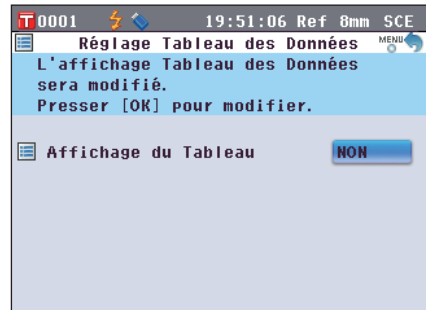 T0001 19:51:06 Ref 8mm SCE
Réglage Tableau des Données MENU
L'affichage Tableau des Données
sera modifié.
Presser [OK] pour modifier.
Affichage du Tableau NON